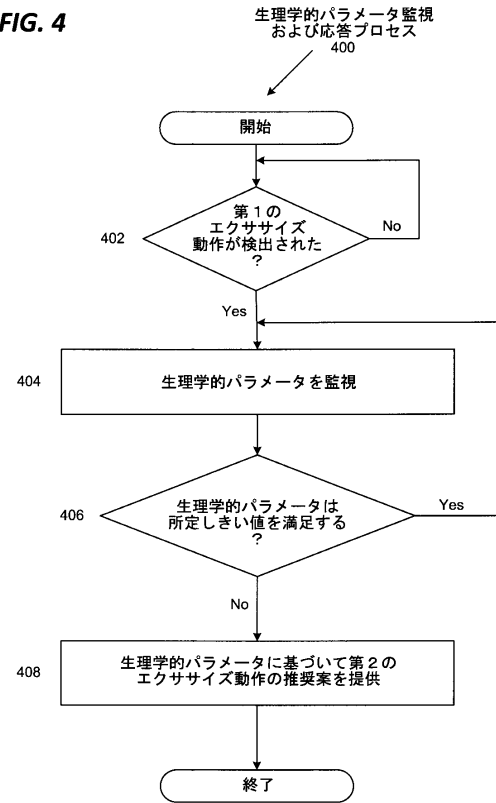 FIG. 4
生理学的パラメータ監視
および応答プロセス
400
開始
402
第１の
エクササイズ
動作が検出された
？
No
Yes
404
生理学的パラメータを監視
406
生理学的パラメータは
所定しきい値を満足する
？
Yes
No
408
生理学的パラメータに基づいて第２の
エクササイズ動作の推奨案を提供
終了